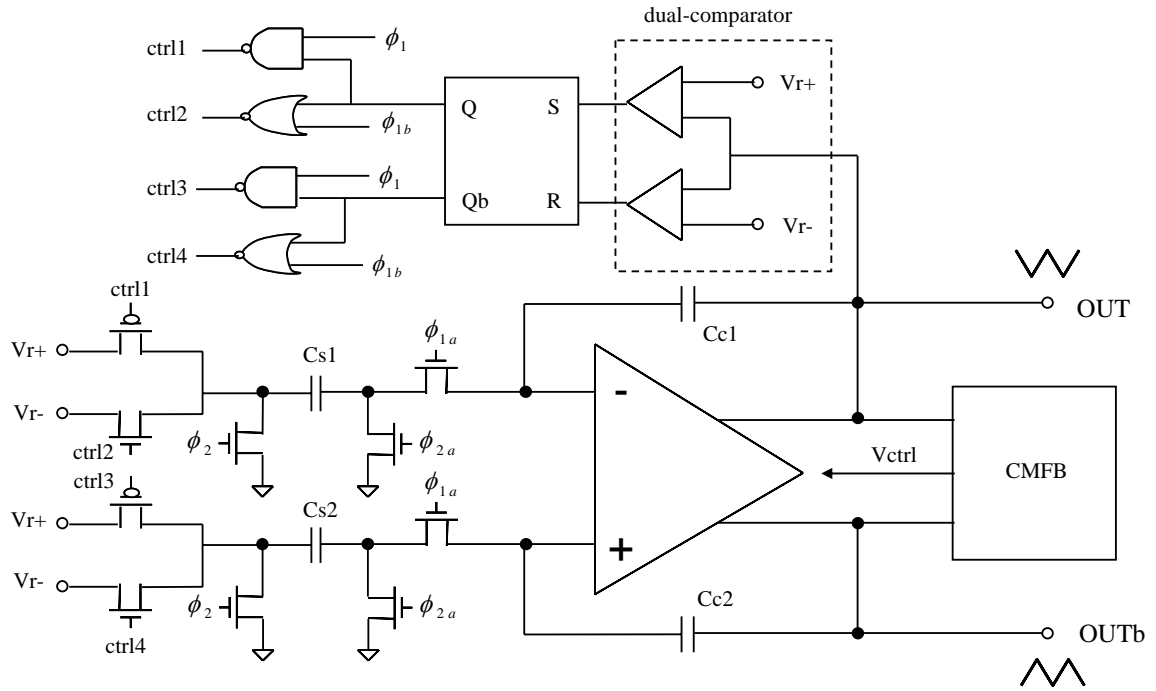 dual-comparator
ctrl1
ϕ1
Vr+
Q
S
ctrl2
ϕ1b
ctrl3
ϕ1
Qb
R
Vr-
ctrl4
ϕ1b
ctrl1
OUT
Cc1
ϕ1a
Vr+
Cs1
-
Vr-
ϕ2
ϕ2a
ctrl2
Vctrl
CMFB
ctrl3
ϕ1a
Cs2
Vr+
+
Vr-
ϕ2
ϕ2a
Cc2
ctrl4
OUTb